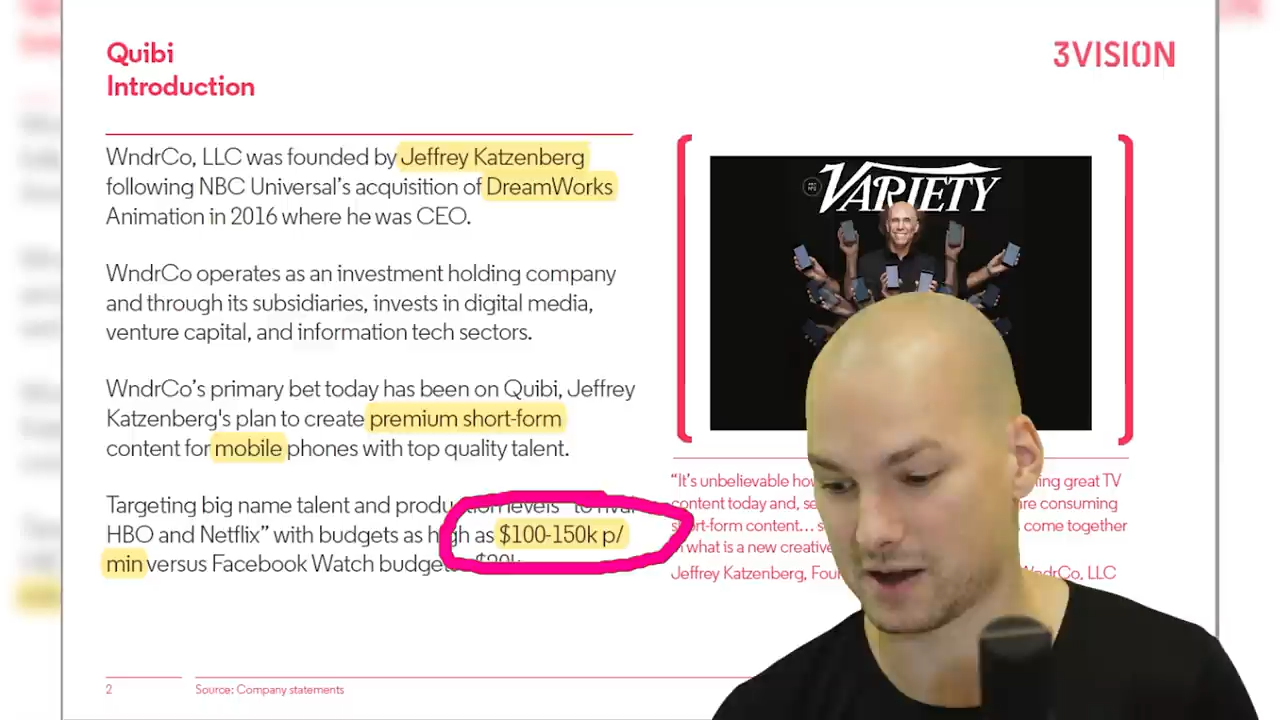 Quibi
Introduction
3VISION
WndrCo, LLC was founded by Jeffrey Katzenberg
following NBC Universal's acquisition of DreamWorks
Animation in 2016 where he was CEO.
WndrCo operates as an investment holding company
and through its subsidiaries, invests in digital media,
venture capital, and information tech sectors.
WndrCo's primary bet today has been on Quibi, Jeffrey
Katzenberg's plan to create premium short-form
content for mobile phones with top quality talent.
Targeting big name talent and production levels "to rival
HBO and Netflix" with budgets as high as $100-150k p/
min versus Facebook Watch budget $20k
VARIETY
"It's unbelievable how great TV
content today and, consuming
short-form content... come together
what is a new creative
Jeffrey Katzenberg, WndrCo, LLC
2
Source: Company statements